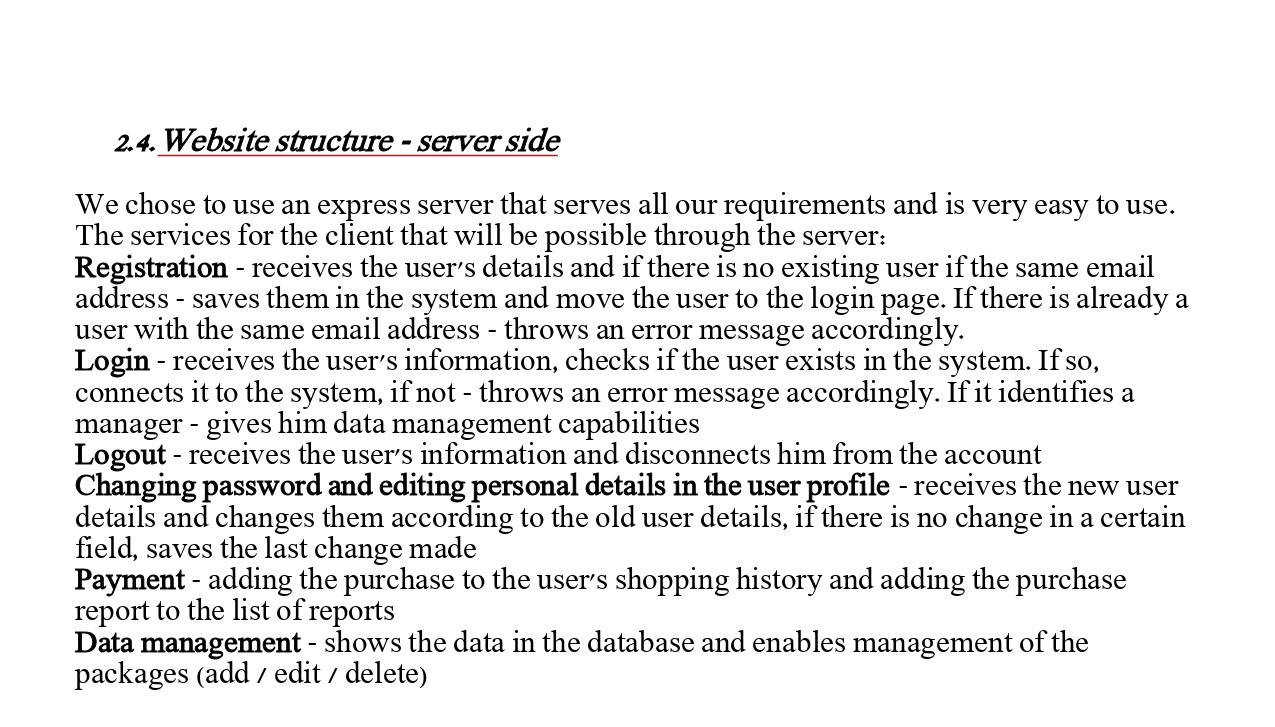 2.4. Website structure - server side
We chose to use an express server that serves all our requirements and is very easy to use.
The services for the client that will be possible through the server:
Registration - receives the user's details and if there is no existing user if the same email
address - saves them in the system and move the user to the login page. If there is already a
user with the same email address - throws an error message accordingly.
Login - receives the user's information, checks if the user exists in the system. If so,
connects it to the system, if not - throws an error message accordingly. If it identifies a
manager - gives him data management capabilities
Logout - receives the user's information and disconnects him from the account
Changing password and editing personal details in the user profile - receives the new user
details and changes them according to the old user details, if there is no change in a certain
field, saves the last change made
Payment - adding the purchase to the user's shopping history and adding the purchase
report to the list of reports
Data management - shows the data in the database and enables management of the
packages (add / edit / delete)